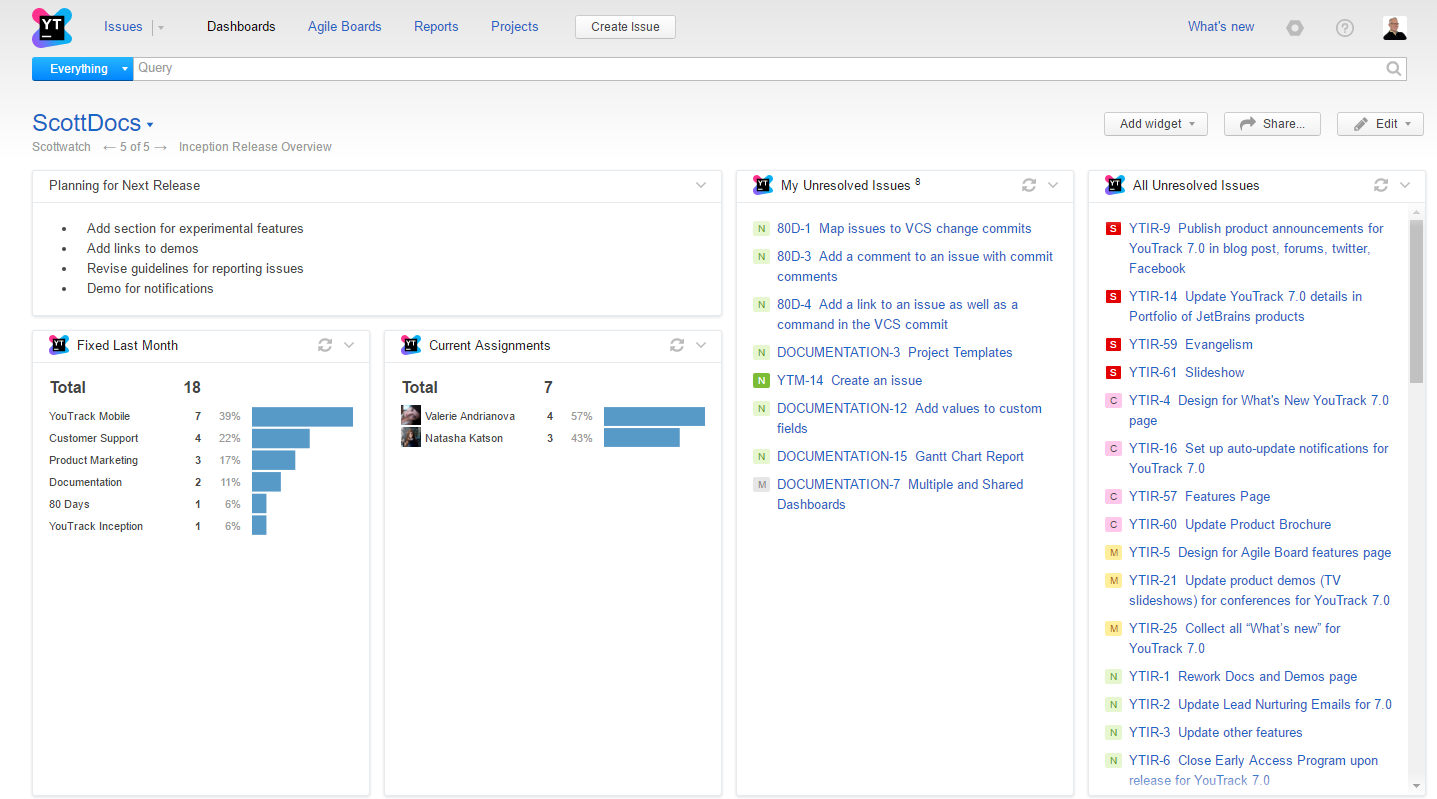 YT
Issues
Dashboards
Agile Boards
Reports
Projects
Create Issue
What's new
?
Everything
Query
ScottDocs
Add widget
Share...
Edit
Scottwatch
← 5 of 5 →
Inception Release Overview
Planning for Next Release
• Add section for experimental features
• Add links to demos
• Revise guidelines for reporting issues
• Demo for notifications
YT Fixed Last Month
Total 18
YouTrack Mobile 7 39%
Customer Support 4 22%
Product Marketing 3 17%
Documentation 2 11%
80 Days 1 6%
YouTrack Inception 1 6%
YT Current Assignments
Total 7
Valerie Andrianova 4 57%
Natasha Katson 3 43%
YT My Unresolved Issues 8
N 80D-1 Map issues to VCS change commits
N 80D-3 Add a comment to an issue with commit
comments
N 80D-4 Add a link to an issue as well as a
command in the VCS commit
N DOCUMENTATION-3 Project Templates
N YTM-14 Create an issue
N DOCUMENTATION-12 Add values to custom
fields
N DOCUMENTATION-15 Gantt Chart Report
M DOCUMENTATION-7 Multiple and Shared
Dashboards
YT All Unresolved Issues
S YTIR-9 Publish product announcements for
YouTrack 7.0 in blog post, forums, twitter,
Facebook
S YTIR-14 Update YouTrack 7.0 details in
Portfolio of JetBrains products
S YTIR-59 Evangelism
S YTIR-61 Slideshow
C YTIR-4 Design for What's New YouTrack 7.0
page
C YTIR-16 Set up auto-update notifications for
YouTrack 7.0
C YTIR-57 Features Page
C YTIR-60 Update Product Brochure
M YTIR-5 Design for Agile Board features page
M YTIR-21 Update product demos (TV
slideshows) for conferences for YouTrack 7.0
M YTIR-25 Collect all “What’s new” for
YouTrack 7.0
N YTIR-1 Rework Docs and Demos page
N YTIR-2 Update Lead Nurturing Emails for 7.0
N YTIR-3 Update other features
N YTIR-6 Close Early Access Program upon
release for YouTrack 7.0